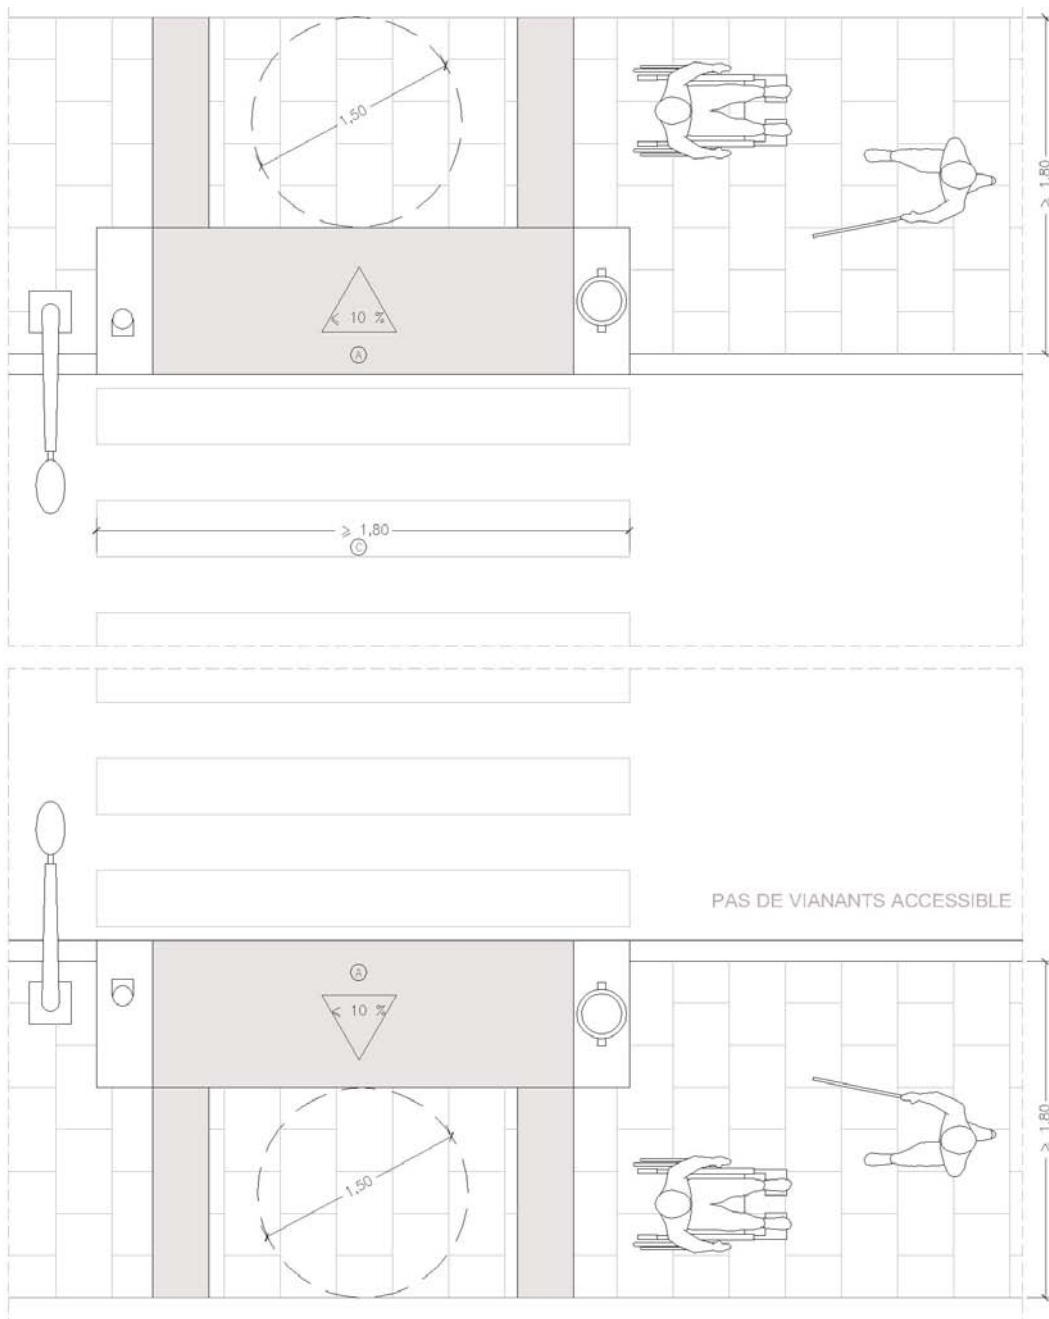 1,50
≥ 1,80
≤ 10 %
A
≥ 1,80
C
PAS DE VIANANTS ACCESSIBLE
A
≤ 10 %
≥ 1,80
1,50